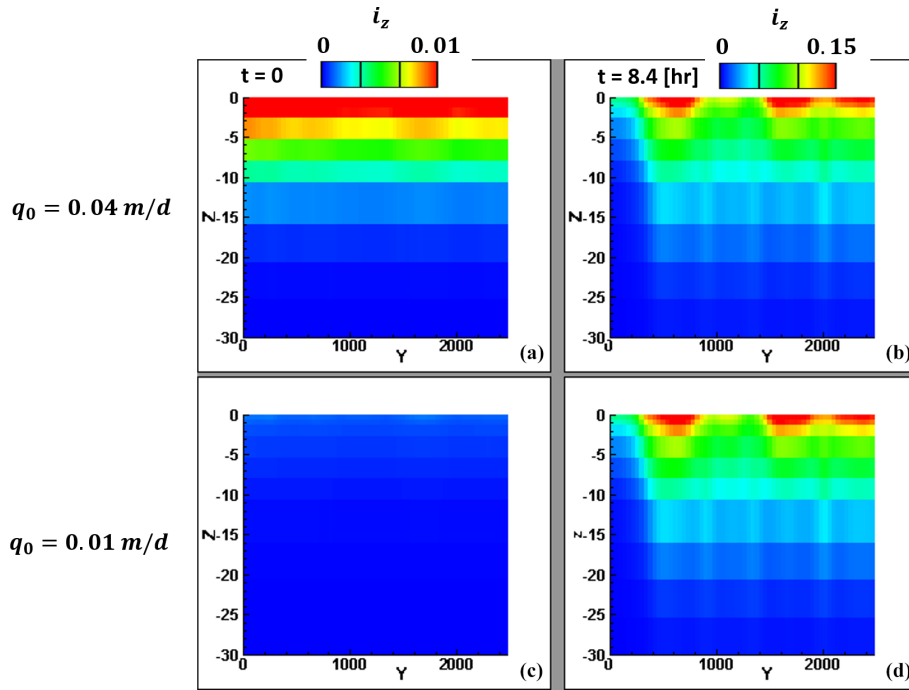 i_z
0 0.01
t = 0
i_z
0 0.15
t = 8.4 [hr]
q_0 = 0.04 m/d
0
-5
-10
Z -15
-20
-25
-30
0 1000 2000
Y
(a)
0
-5
-10
Z -15
-20
-25
-30
0 1000 2000
Y
(b)
q_0 = 0.01 m/d
0
-5
-10
Z -15
-20
-25
-30
0 1000 2000
Y
(c)
0
-5
-10
z -15
-20
-25
-30
0 1000 2000
Y
(d)